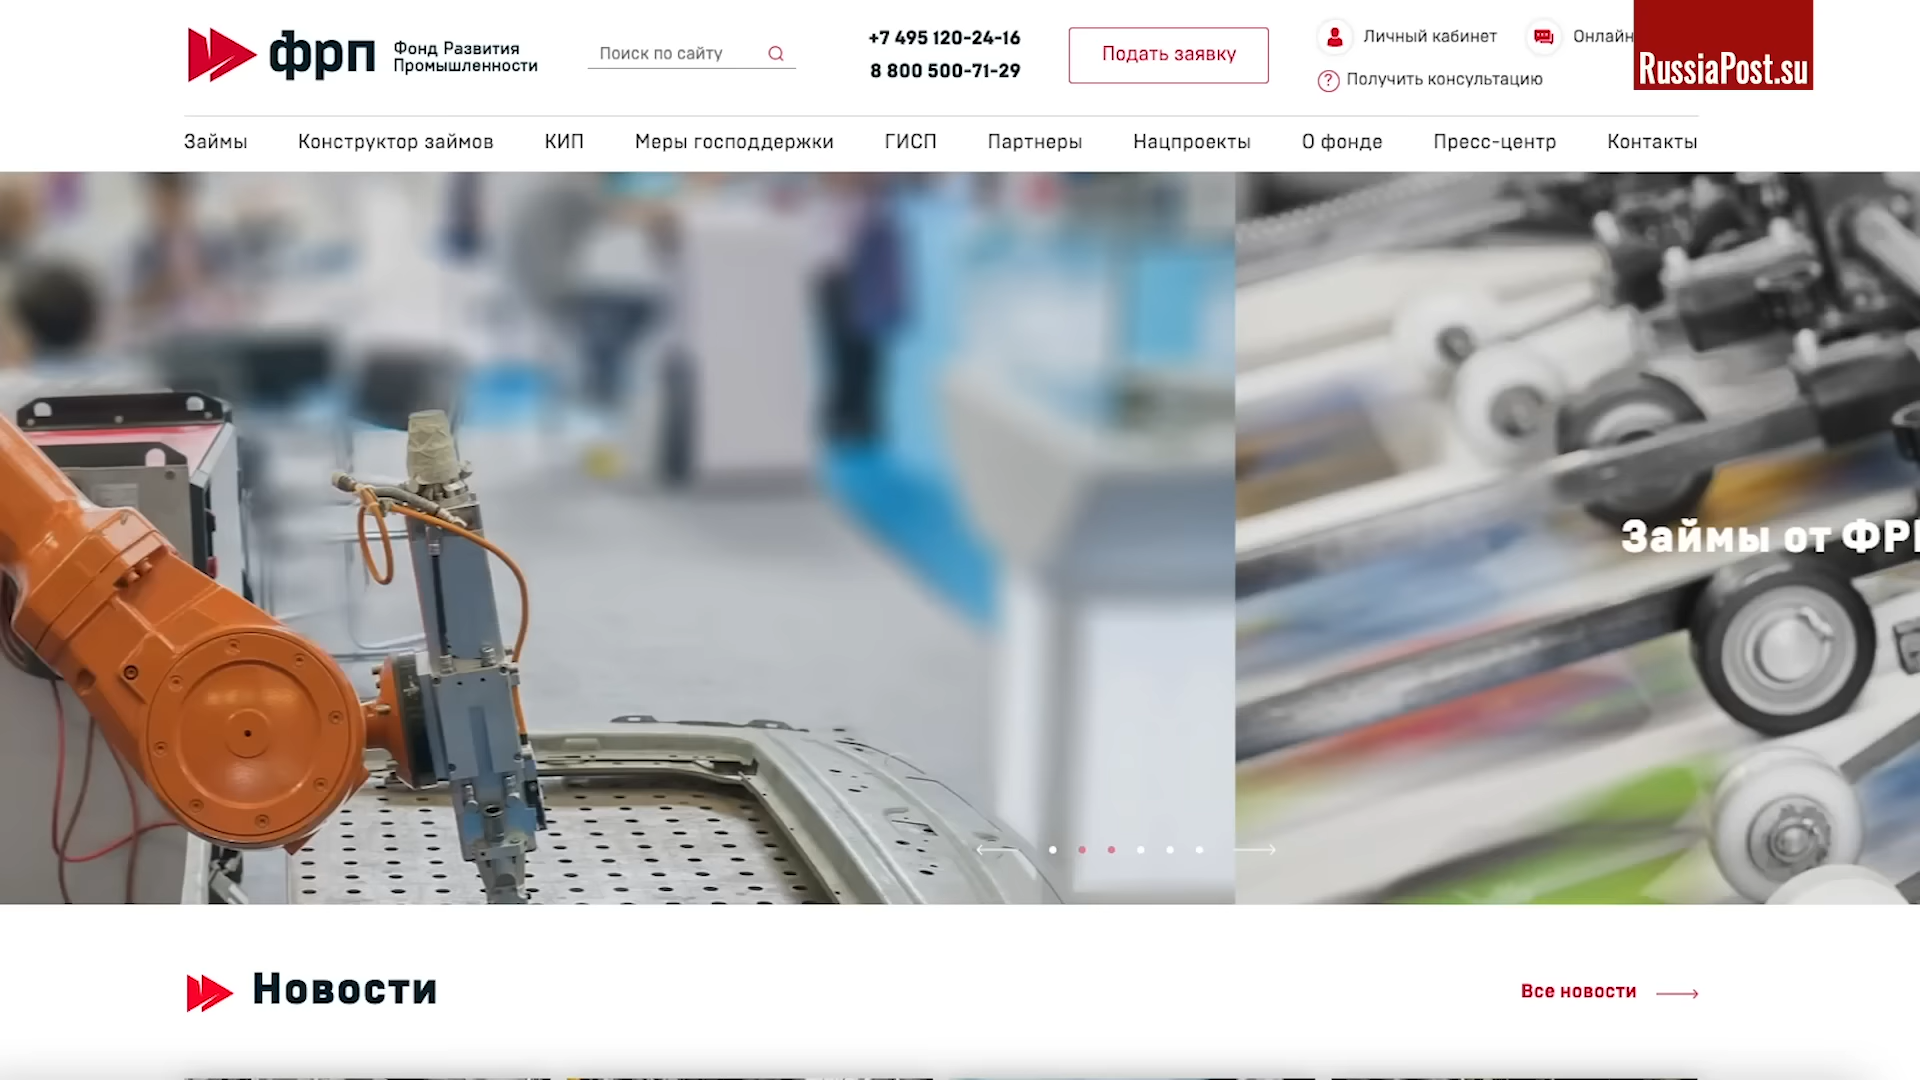 фрп
Фонд Развития
Промышленности
Поиск по сайту
+7 495 120-24-16
8 800 500-71-29
Подать заявку
Личный кабинет
Онлайн
Получить консультацию
RussiaPost.su
Займы
Конструктор займов
КИП
Меры господдержки
ГИСП
Партнеры
Нацпроекты
О фонде
Пресс-центр
Контакты
Займы от ФРП
Новости
Все новости